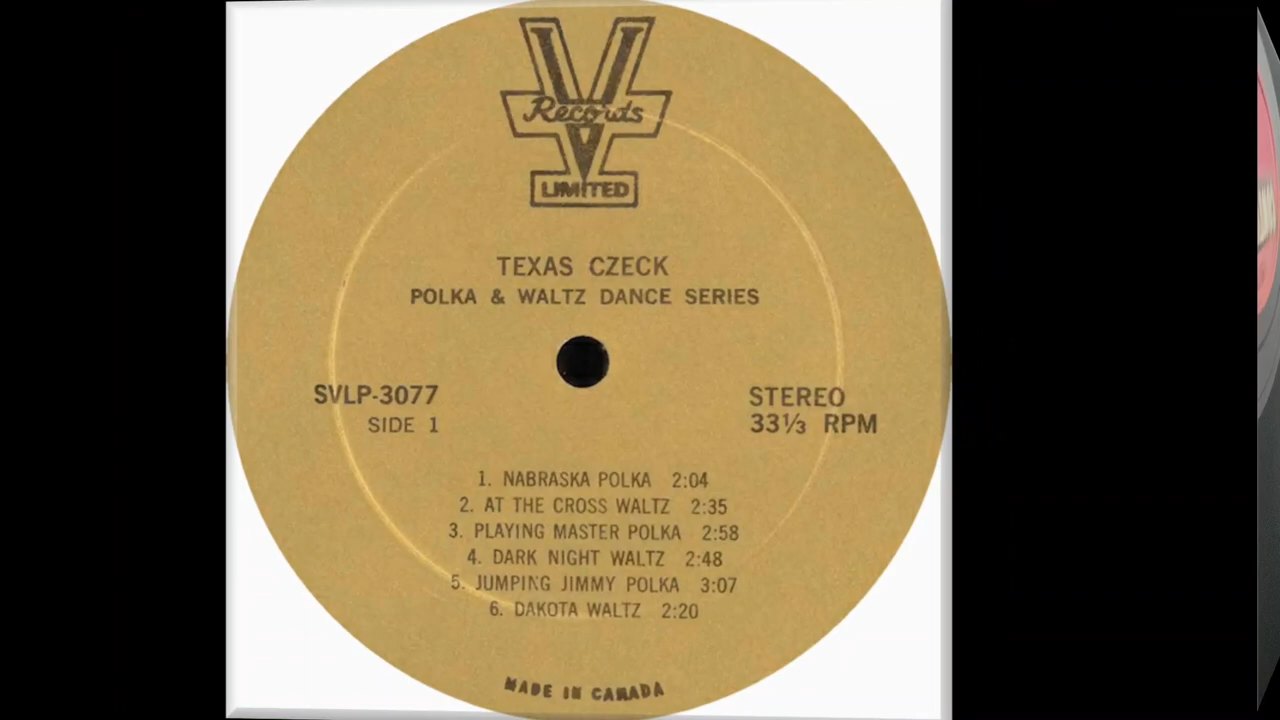 V
Records
LIMITED
TEXAS CZECK
POLKA & WALTZ DANCE SERIES
SVLP-3077
SIDE 1
STEREO
33⅓ RPM
1. NABRASKA POLKA 2:04
2. AT THE CROSS WALTZ 2:35
3. PLAYING MASTER POLKA 2:58
4. DARK NIGHT WALTZ 2:48
5. JUMPING JIMMY POLKA 3:07
6. DAKOTA WALTZ 2:20
MADE IN CANADA